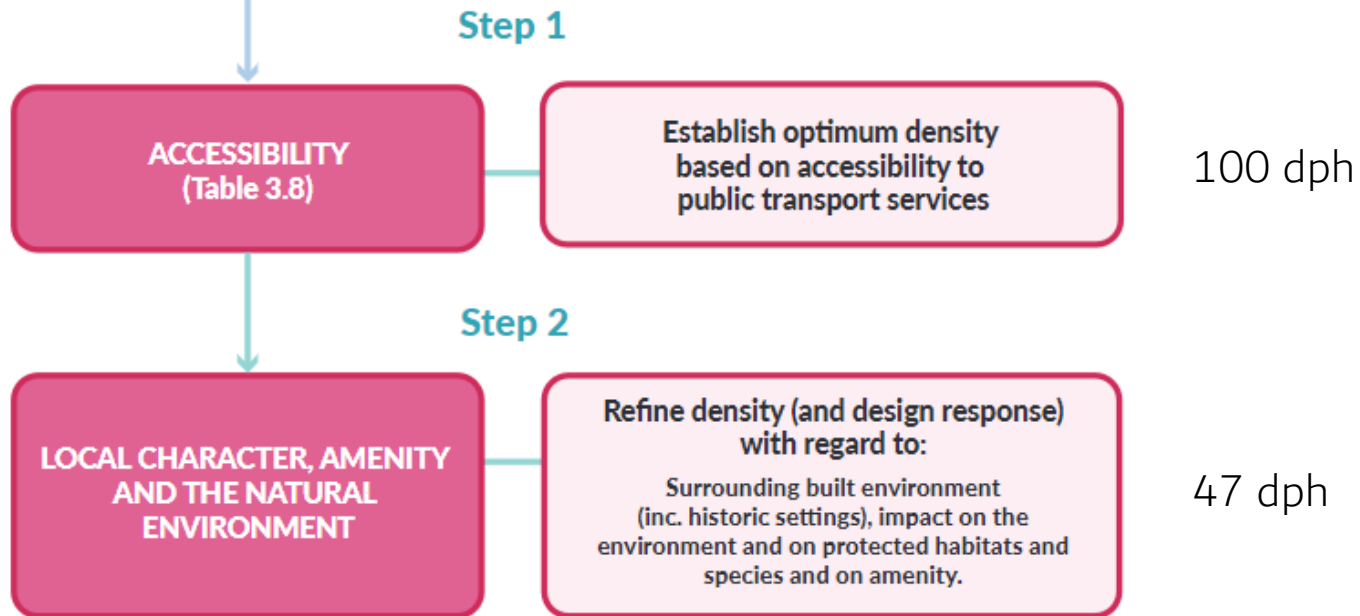 Step 1
ACCESSIBILITY
(Table 3.8)
Establish optimum density
based on accessibility to
public transport services
100 dph
Step 2
LOCAL CHARACTER, AMENITY
AND THE NATURAL
ENVIRONMENT
Refine density (and design response)
with regard to:
Surrounding built environment
(inc. historic settings), impact on the
environment and on protected habitats and
species and on amenity.
47 dph